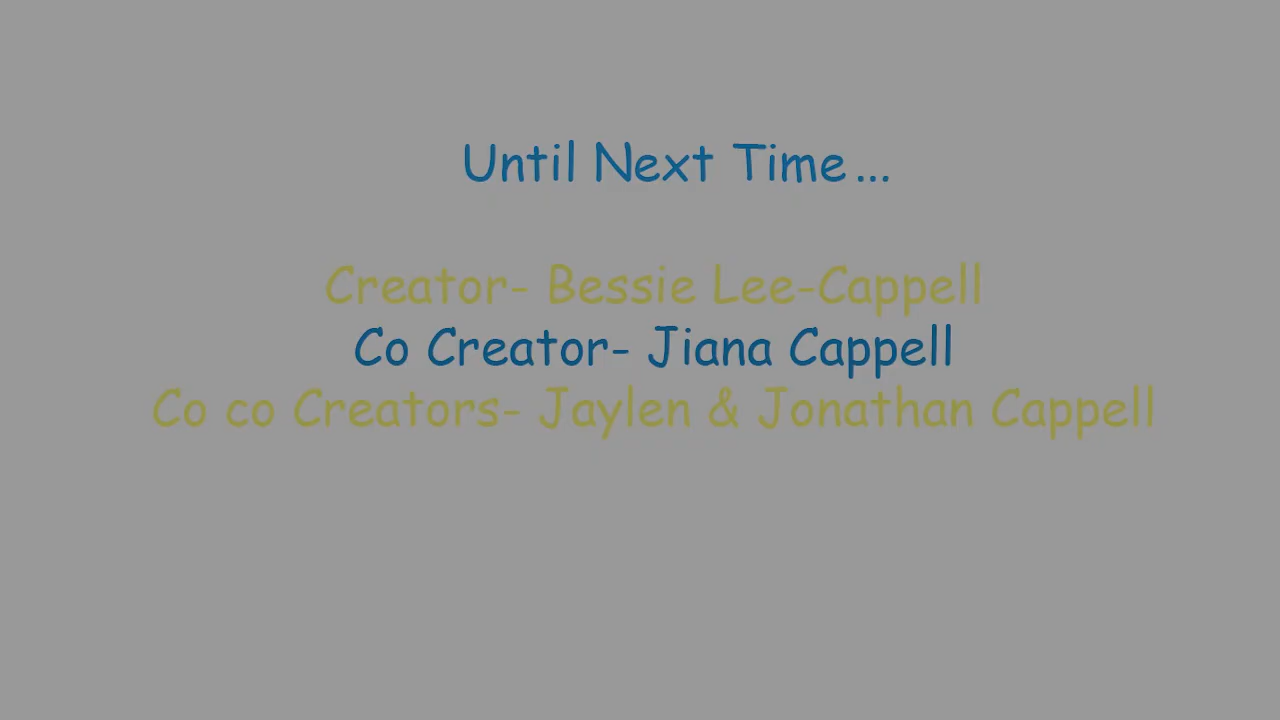 Until Next Time...
Creator- Bessie Lee-Cappell
Co Creator- Jiana Cappell
Co co Creators- Jaylen & Jonathan Cappell